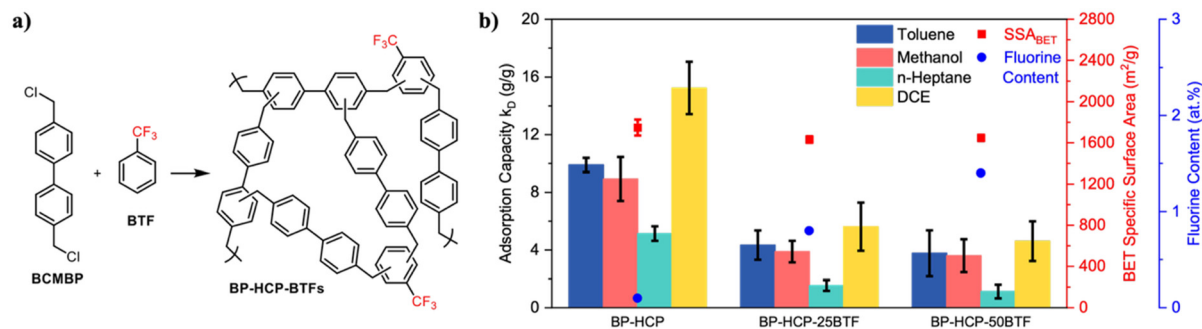 a)
Cl
Cl
BCMBP
+
CF3
BTF
CF3
CF3
BP-HCP-BTFs
b)
Adsorption Capacity kD (g/g)
20
16
12
8
4
0
Toluene
Methanol
n-Heptane
DCE
SSABET
Fluorine
Content
BP-HCP
BP-HCP-25BTF
BP-HCP-50BTF
2800
2400
2000
1600
1200
800
400
0
BET Specific Surface Area (m²/g)
3
2
1
0
Fluorine Content (at.%)